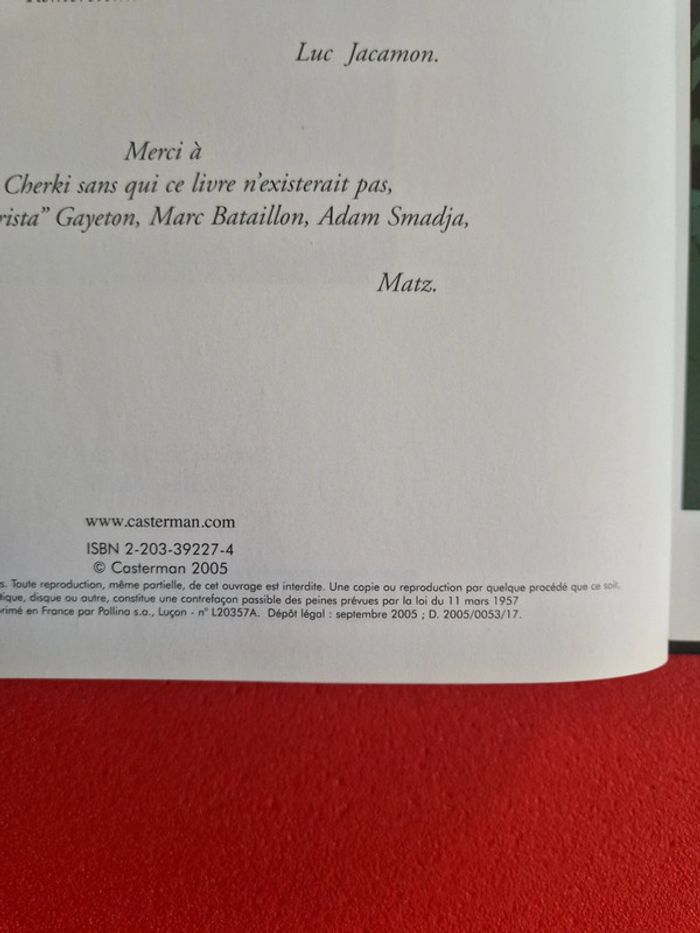 Luc Jacamon.
Merci à
Cherki sans qui ce livre n'existerait pas,
rista” Gayeton, Marc Bataillon, Adam Smadja,
Matz.
www.casterman.com
ISBN 2-203-39227-4
© Casterman 2005
s. Toute reproduction, même partielle, de cet ouvrage est interdite. Une copie ou reproduction par quelque procédé que ce soit,
tique, disque ou autre, constitue une contrefaçon passible des peines prévues par la loi du 11 mars 1957
rimé en France par Pollina s.a., Luçon - n° L20357A. Dépôt légal : septembre 2005 ; D. 2005/0053/17.